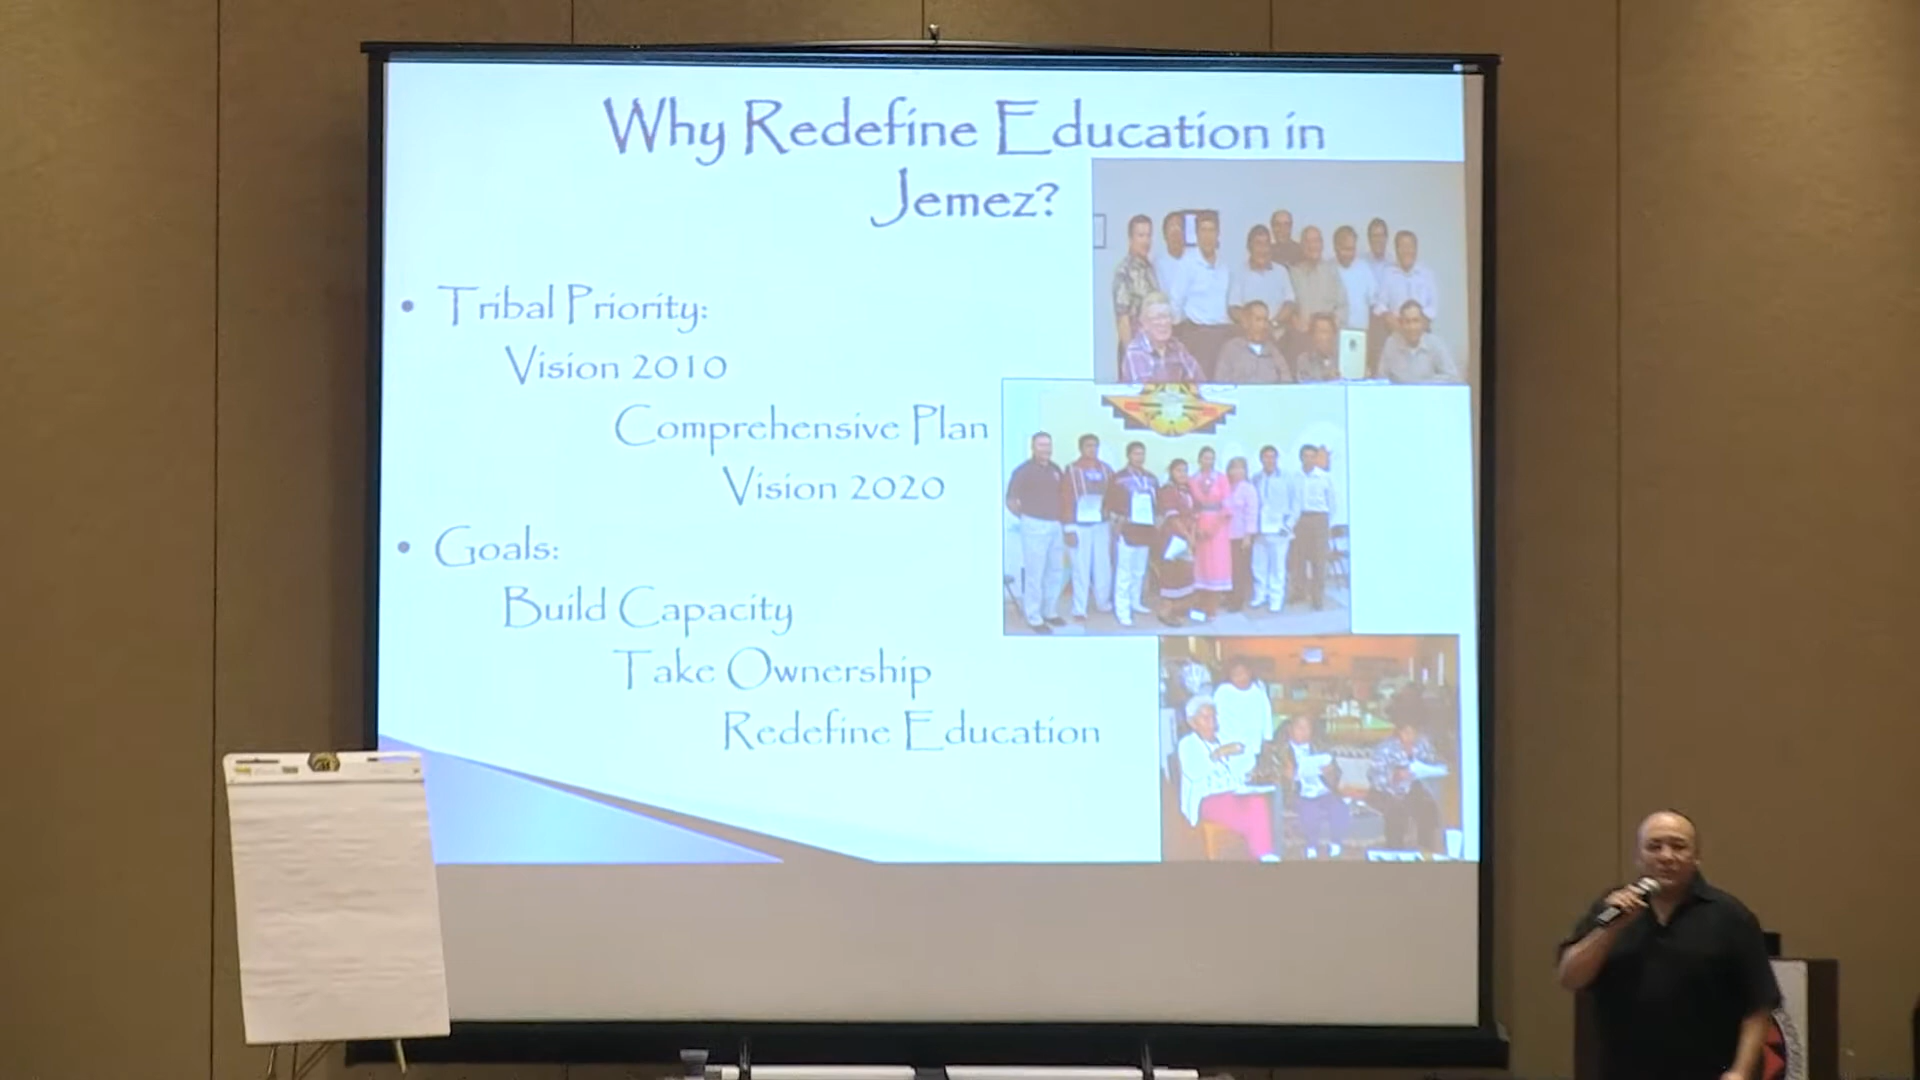 Why Redefine Education in
Jemez?
• Tribal Priority:
Vision 2010
Comprehensive Plan
Vision 2020
• Goals:
Build Capacity
Take Ownership
Redefine Education